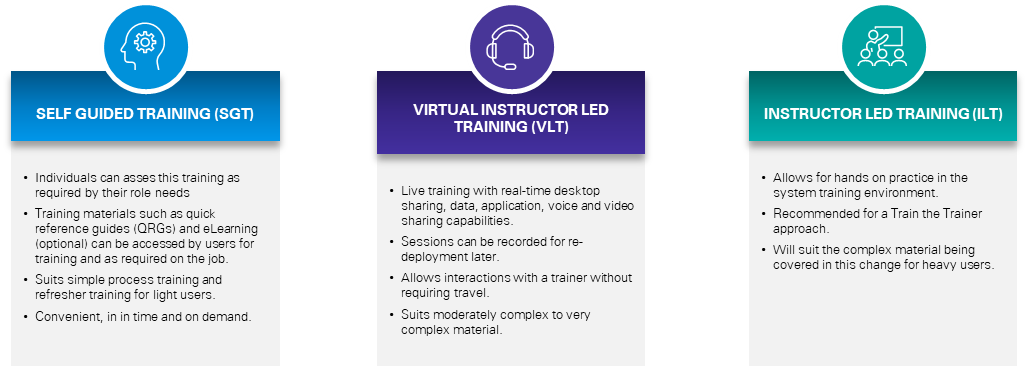 SELF GUIDED TRAINING (SGT)
• Individuals can asses this training as
required by their role needs
• Training materials such as quick
reference guides (QRGs) and eLearning
(optional) can be accessed by users for
training and as required on the job.
• Suits simple process training and
refresher training for light users.
• Convenient, in in time and on demand.
VIRTUAL INSTRUCTOR LED
TRAINING (VLT)
• Live training with real-time desktop
sharing, data, application, voice and video
sharing capabilities.
• Sessions can be recorded for re-
deployment later.
• Allows interactions with a trainer without
requiring travel.
• Suits moderately complex to very
complex material.
INSTRUCTOR LED TRAINING (ILT)
• Allows for hands on practice in the
system training environment.
• Recommended for a Train the Trainer
approach.
• Will suit the complex material being
covered in this change for heavy users.